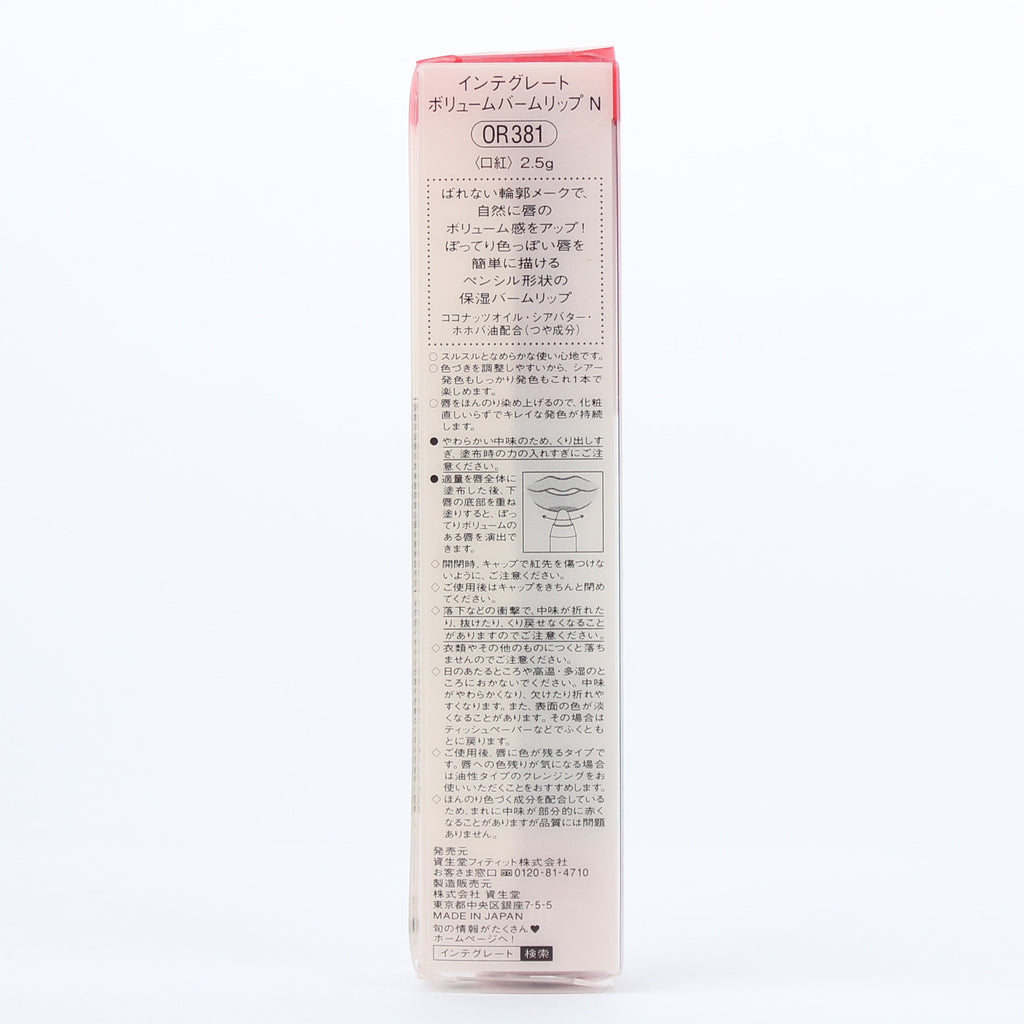 インテグレート
ボリュームバームリップ N
OR381
〈口紅〉2.5g
ばれない輪郭メークで、
自然に唇の
ボリューム感をアップ!
ぽってり色っぽい唇を
簡単に描ける
ペンシル形状の
保湿バームリップ
ココナッツオイル・シアバター・
ホホバ油配合(つや成分)
○スルスルとなめらかな使い心地です。
○色づきを調整しやすいから、シアー
発色もしっかり発色もこれ1本で
楽しめます。
○唇をほんのり染め上げるので、化粧
直しいらずでキレイな発色が持続
します。
●やわらかい中味のため、くり出しす
ぎ、塗布時の力の入れすぎにご注
意ください。
●適量を唇全体に
塗布した後、下
唇の底部を重ね
塗りすると、ぽっ
てりボリュームの
ある唇を演出で
きます。
◇開閉時、キャップで紅先を傷つけな
いように、ご注意ください。
◇ご使用後はキャップをきちんと閉め
てください。
◇落下などの衝撃で、中味が折れた
り、抜けたり、くり戻せなくなること
がありますのでご注意ください。
◇衣類やその他のものにつくと落ち
ませんのでご注意ください。
◇日のあたるところや高温・多湿のと
ころにおかないでください。中味
がやわらかくなり、欠けたり折れや
すくなります。また、表面の色が淡
くなることがあります。その場合は
ティッシュペーパーなどでふくとも
とに戻ります。
◇ご使用後、唇に色が残るタイプで
す。唇への色残りが気になる場合
は油性タイプのクレンジングをお
使いいただくことをおすすめします。
◇ほんのり色づく成分を配合している
ため、まれに中味が部分的に赤く
なることがありますが品質には問題
ありません。
発売元
資生堂フィティット株式会社
お客さま窓口 0120-81-4710
製造販売元
株式会社 資生堂
東京都中央区銀座7-5-5
MADE IN JAPAN
旬の情報がたくさん♥
ホームページへ!
インテグレート 検索